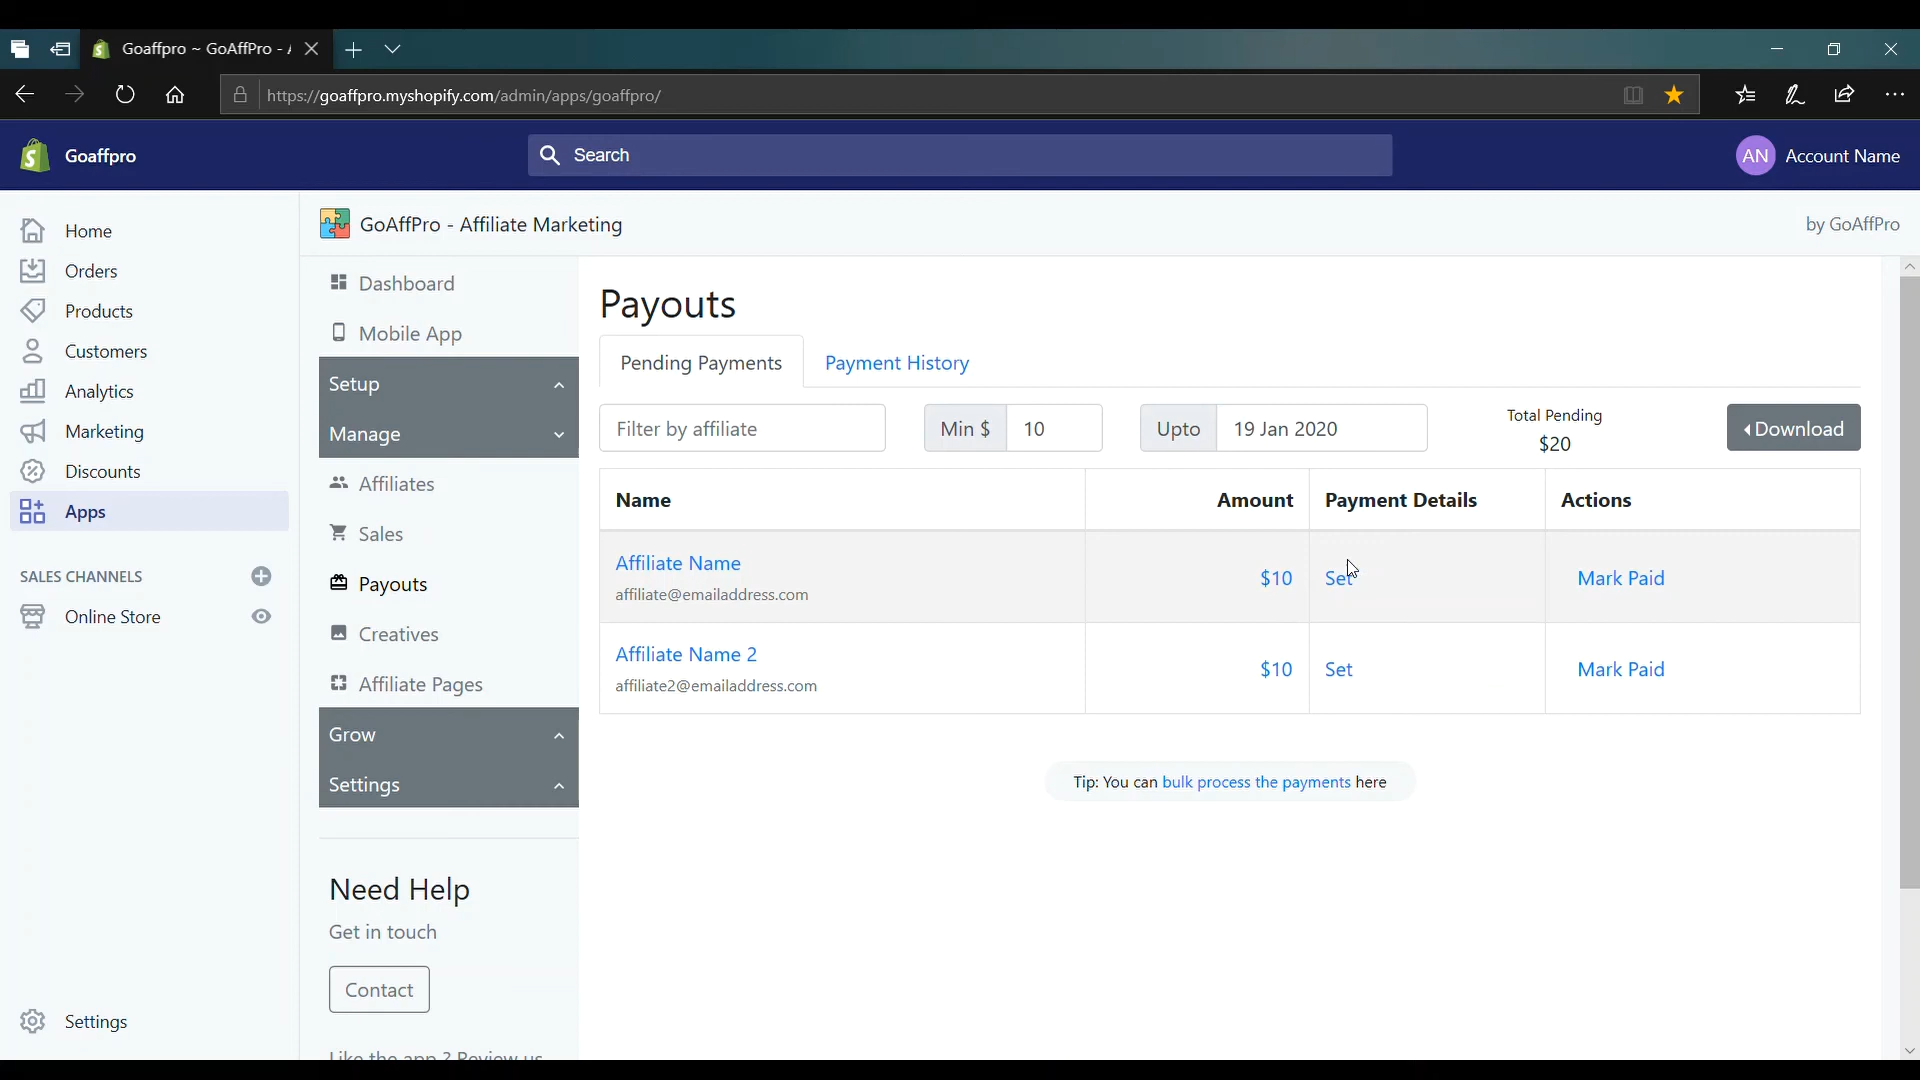 Goaffpro ~ GoAffPro - A
https://goaffpro.myshopify.com/admin/apps/goaffpro/
Goaffpro
Search
AN Account Name
Home
Orders
Products
Customers
Analytics
Marketing
Discounts
Apps
SALES CHANNELS
Online Store
Settings
GoAffPro - Affiliate Marketing
by GoAffPro
Dashboard
Mobile App
Setup
Manage
Affiliates
Sales
Payouts
Creatives
Affiliate Pages
Grow
Settings
Need Help
Get in touch
Contact
Like the app ? Review us
Payouts
Pending Payments Payment History
Filter by affiliate
Min $ 10
Upto 19 Jan 2020
Total Pending
$20
Download
Name Amount Payment Details Actions
Affiliate Name
affiliate@emailaddress.com
$10 Set Mark Paid
Affiliate Name 2
affiliate2@emailaddress.com
$10 Set Mark Paid
Tip: You can bulk process the payments here